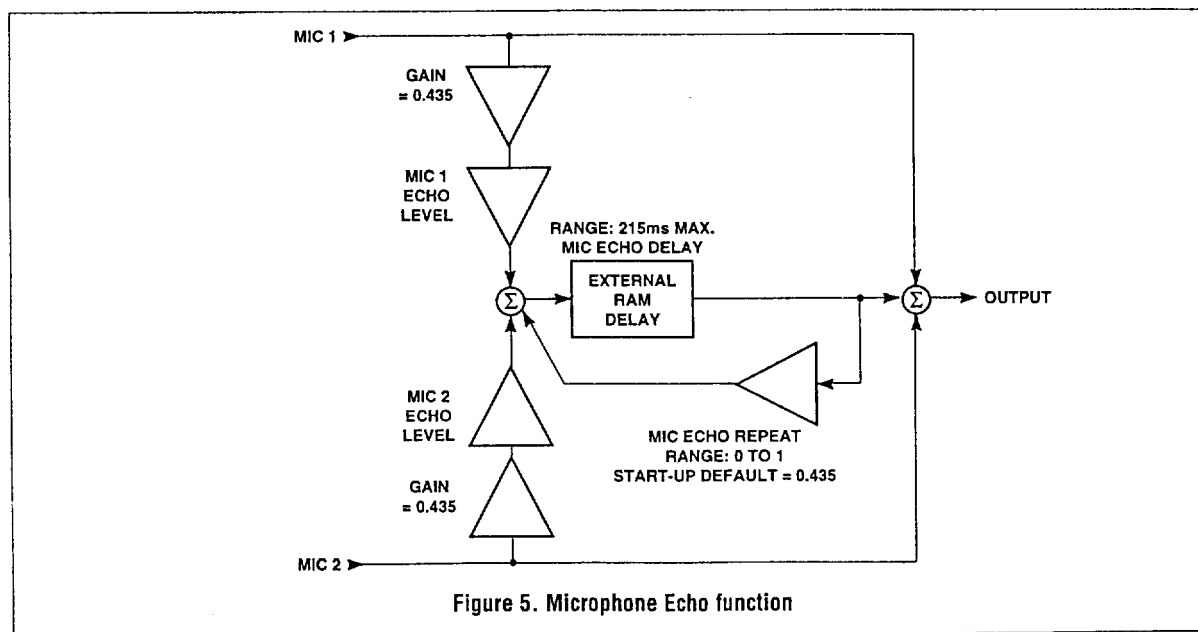 MIC 1
GAIN
= 0.435
MIC 1
ECHO
LEVEL
RANGE: 215ms MAX.
MIC ECHO DELAY
EXTERNAL
RAM
DELAY
Σ
Σ
OUTPUT
MIC 2
ECHO
LEVEL
MIC ECHO REPEAT
RANGE: 0 TO 1
START-UP DEFAULT = 0.435
GAIN
= 0.435
MIC 2
Figure 5. Microphone Echo function